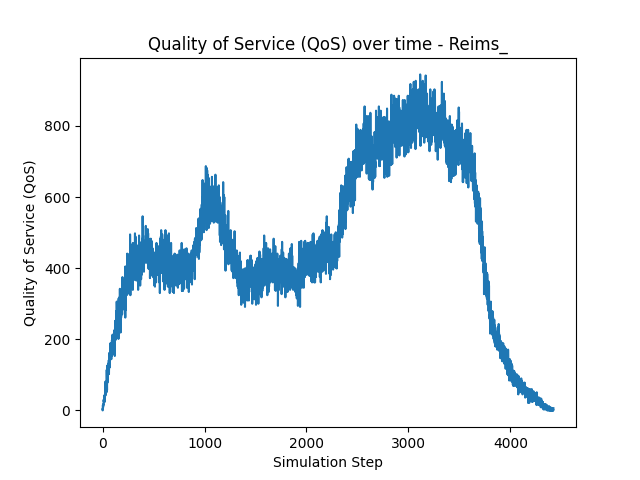 Quality of Service (QoS) over time - Reims_
Quality of Service (QoS)
800
600
400
200
0
0 1000 2000 3000 4000
Simulation Step